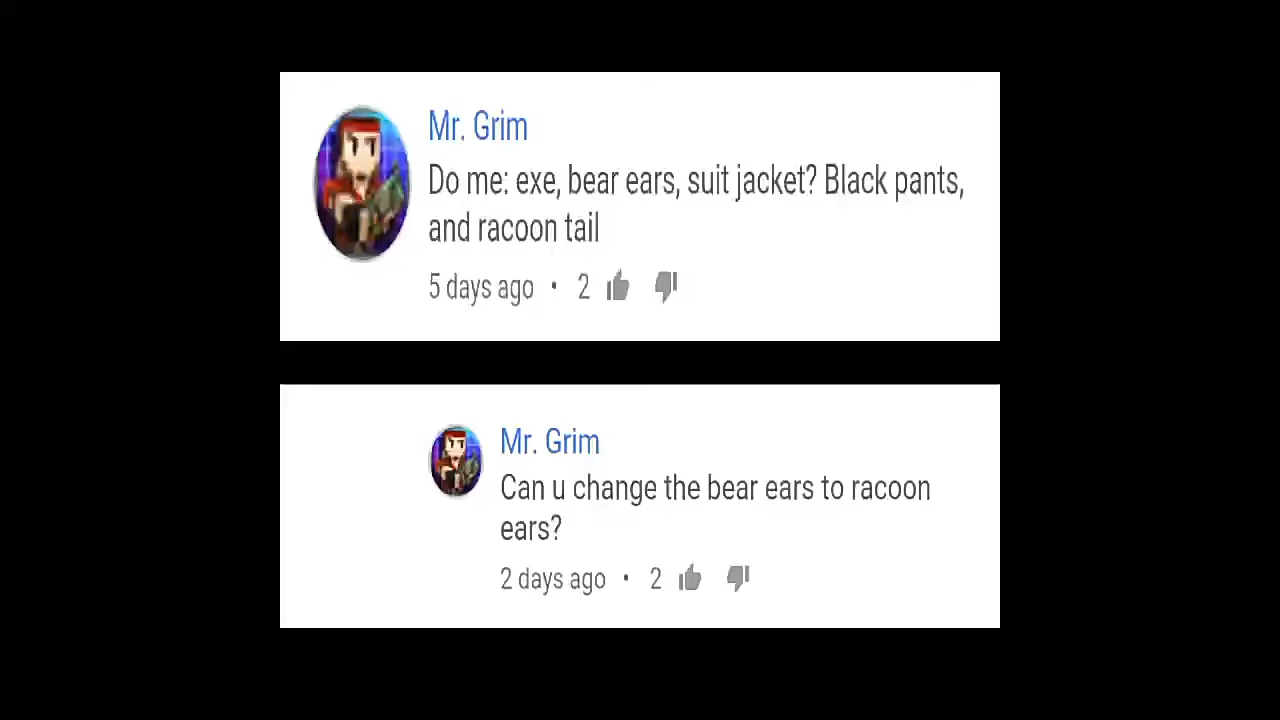 Mr. Grim
Do me: exe, bear ears, suit jacket? Black pants,
and racoon tail
5 days ago • 2
Mr. Grim
Can u change the bear ears to racoon
ears?
2 days ago • 2